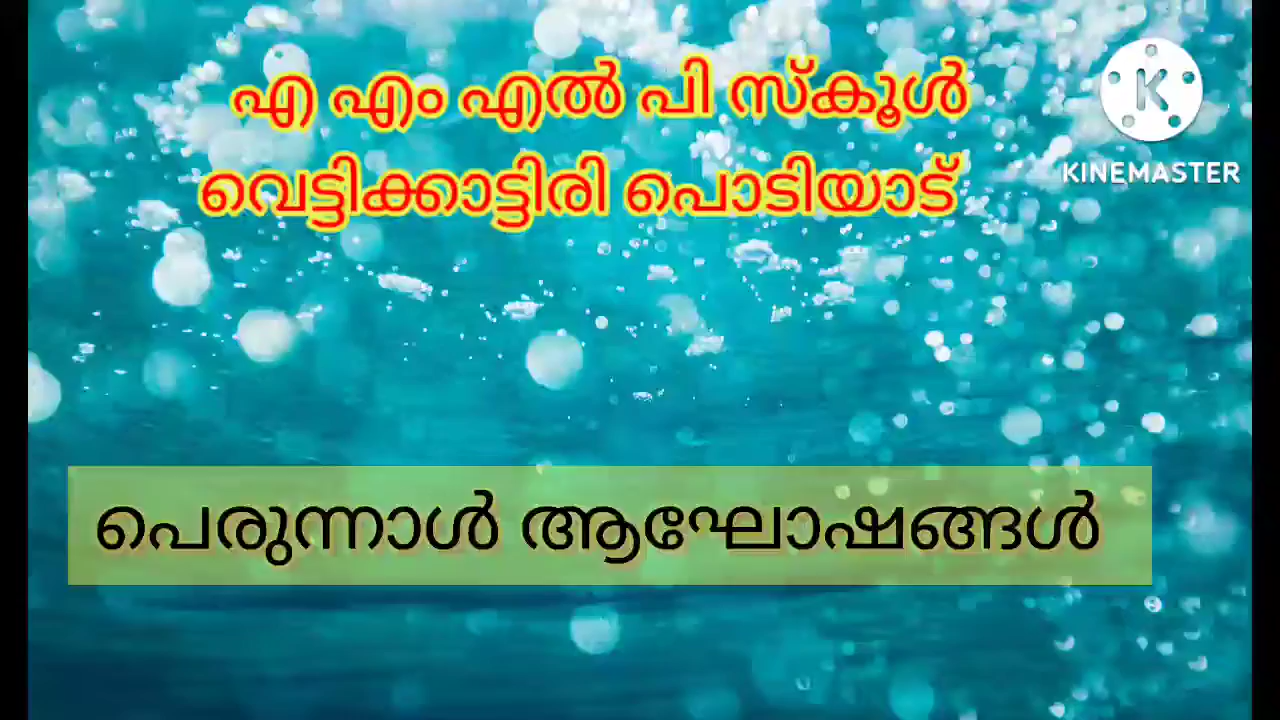 എ എം എൽ പി സ്കൂൾ
വെട്ടിക്കാട്ടിരി പൊടിയാട്
K
KINEMASTER
പെരുന്നാൾ ആഘോഷങ്ങൾ